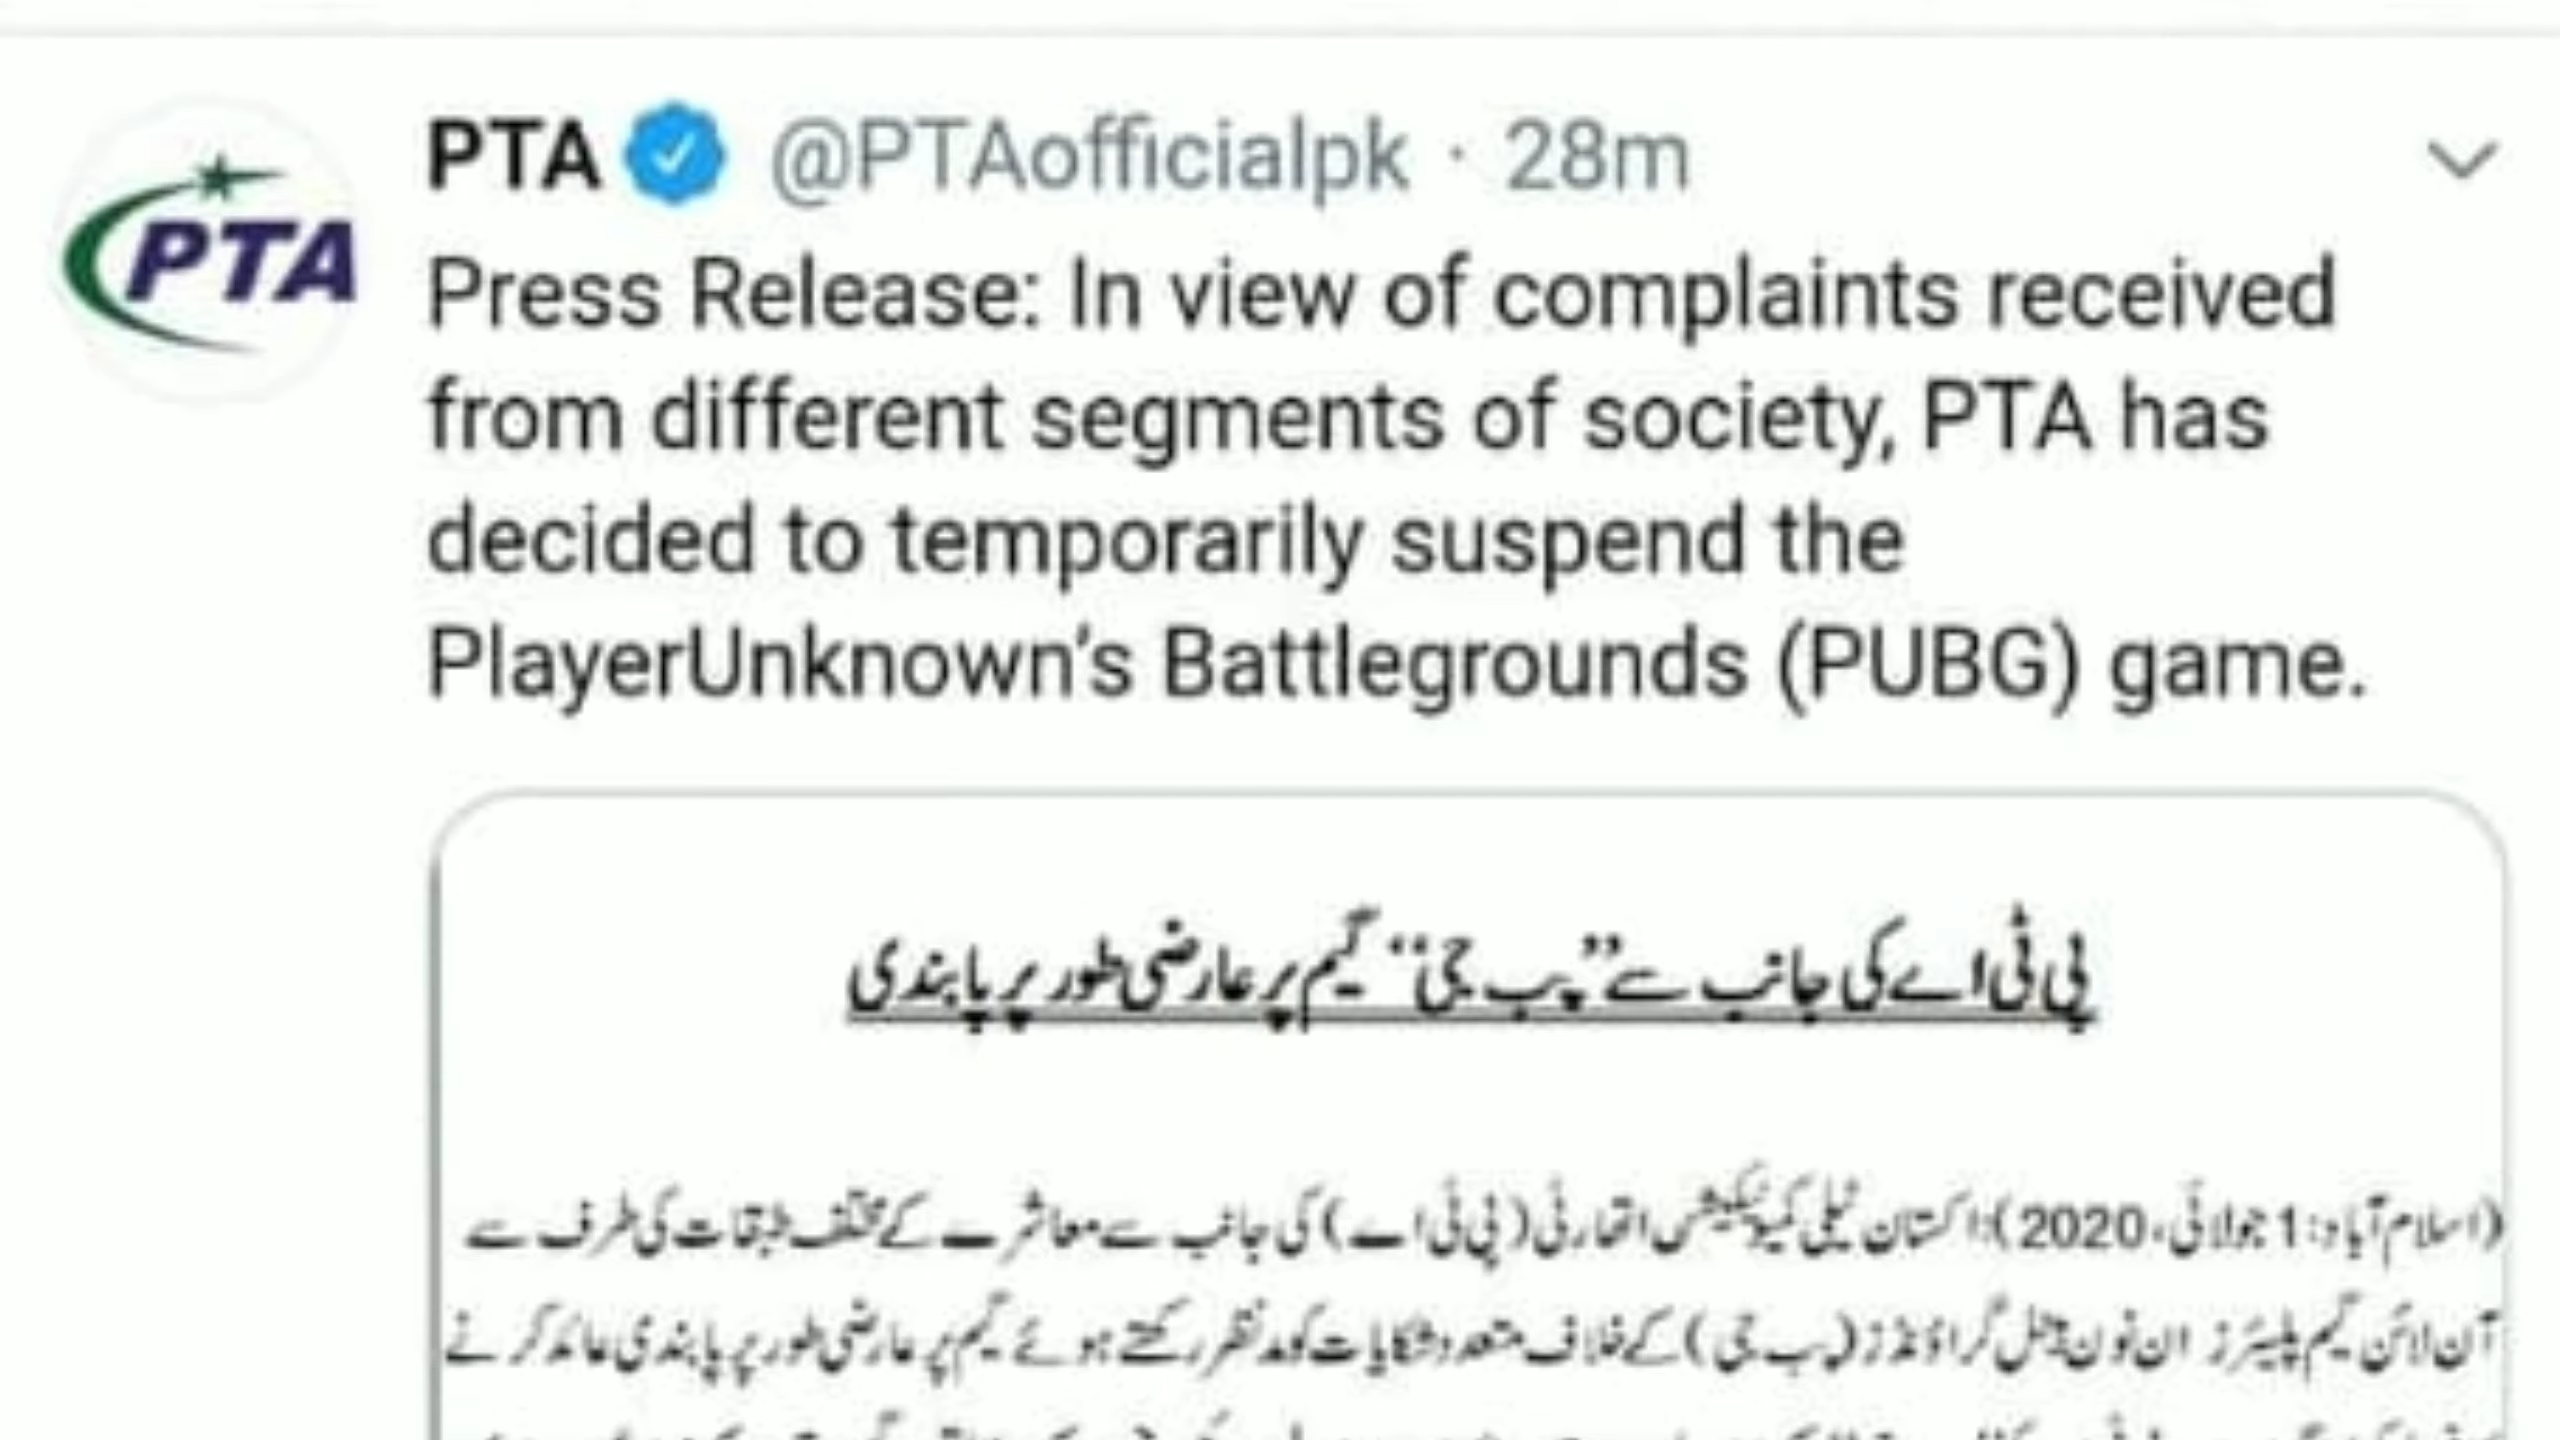 PTA @PTAofficialpk · 28m
PTA
Press Release: In view of complaints received
from different segments of society, PTA has
decided to temporarily suspend the
PlayerUnknown's Battlegrounds (PUBG) game.
پی ٹی اے کی جانب سے ”پب جی“ گیم پر عارضی طور پر پابندی
(اسلام آباد: 1 جولائی، 2020): اکستان ٹیلی کمیونیکیشن اتھارٹی (پی ٹی اے) کی جانب سے معاشرے کے مختلف طبقات کی طرف سے
آن لائن گیم پلیئرز ان نون بیٹل گراؤنڈز (پب جی) کے خلاف متعدد شکایات کو مدنظر رکھتے ہوئے گیم پر عارضی طور پر پابندی عائد کرنے